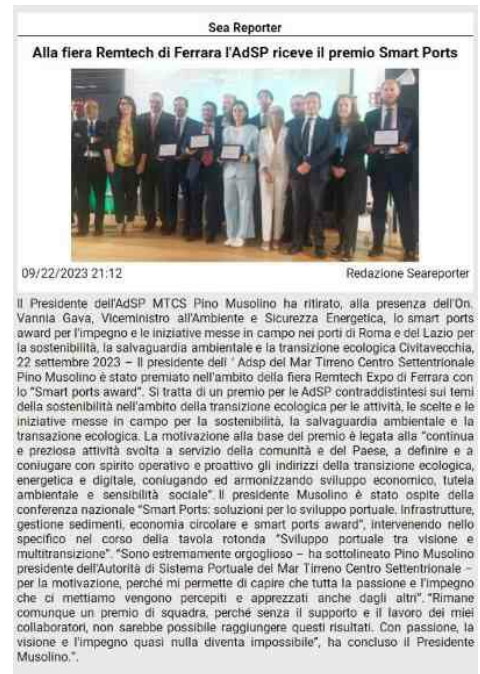 Sea Reporter
Alla fiera Remtech di Ferrara l'AdSP riceve il premio Smart Ports
09/22/2023 21:12
Redazione Seareporter
Il Presidente dell'AdSP MTCS Pino Musolino ha ritirato, alla presenza dell'On.
Vannia Gava, Viceministro all'Ambiente e Sicurezza Energetica, lo smart ports
award per l'impegno e le iniziative messe in campo nei porti di Roma e del Lazio per
la sostenibilità, la salvaguardia ambientale e la transizione ecologica Civitavecchia,
22 settembre 2023 – Il presidente dell ' Adsp del Mar Tirreno Centro Settentrionale
Pino Musolino è stato premiato nell'ambito della fiera Remtech Expo di Ferrara con
lo "Smart ports award". Si tratta di un premio per le AdSP contraddistintesi sui temi
della sostenibilità nell'ambito della transizione ecologica per le attività, le scelte e le
iniziative messe in campo per la sostenibilità, la salvaguardia ambientale e la
transazione ecologica. La motivazione alla base del premio è legata alla "continua
e preziosa attività svolta a servizio della comunità e del Paese, a definire e a
coniugare con spirito operativo e proattivo gli indirizzi della transizione ecologica,
energetica e digitale, coniugando ed armonizzando sviluppo economico, tutela
ambientale e sensibilità sociale". Il presidente Musolino è stato ospite della
conferenza nazionale "Smart Ports: soluzioni per lo sviluppo portuale. Infrastrutture,
gestione sedimenti, economia circolare e smart ports award", intervenendo nello
specifico nel corso della tavola rotonda "Sviluppo portuale tra visione e
multitransizione". "Sono estremamente orgoglioso – ha sottolineato Pino Musolino
presidente dell'Autorità di Sistema Portuale del Mar Tirreno Centro Settentrionale –
per la motivazione, perché mi permette di capire che tutta la passione e l'impegno
che ci mettiamo vengono percepiti e apprezzati anche dagli altri". "Rimane
comunque un premio di squadra, perché senza il supporto e il lavoro dei miei
collaboratori, non sarebbe possibile raggiungere questi risultati. Con passione, la
visione e l'impegno quasi nulla diventa impossibile", ha concluso il Presidente
Musolino.".